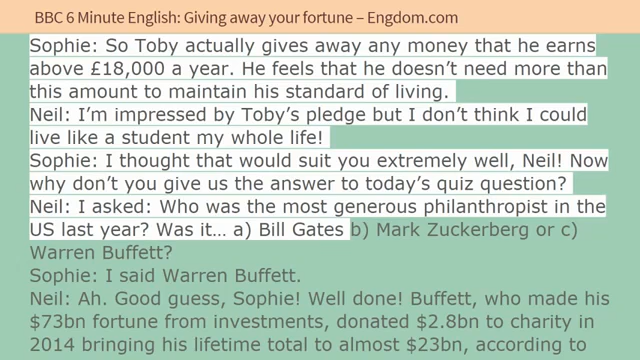 BBC 6 Minute English: Giving away your fortune – Engdom.com
Sophie: So Toby actually gives away any money that he earns
above £18,000 a year. He feels that he doesn’t need more than
this amount to maintain his standard of living.
Neil: I’m impressed by Toby’s pledge but I don’t think I could
live like a student my whole life!
Sophie: I thought that would suit you extremely well, Neil! Now
why don’t you give us the answer to today’s quiz question?
Neil: I asked: Who was the most generous philanthropist in the
US last year? Was it… a) Bill Gates b) Mark Zuckerberg or c)
Warren Buffett?
Sophie: I said Warren Buffett.
Neil: Ah. Good guess, Sophie! Well done! Buffett, who made his
$73bn fortune from investments, donated $2.8bn to charity in
2014 bringing his lifetime total to almost $23bn, according to